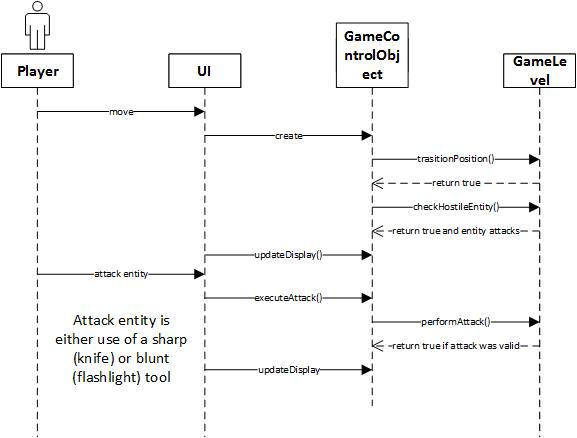 Player
UI
GameCo
ntrolObj
ect
GameLe
vel
move
create
trasitionPosition()
return true
checkHostileEntity()
return true and entity attacks
updateDisplay()
attack entity
executeAttack()
Attack entity is
either use of a sharp
(knife) or blunt
(flashlight) tool
performAttack()
return true if attack was valid
updateDisplay